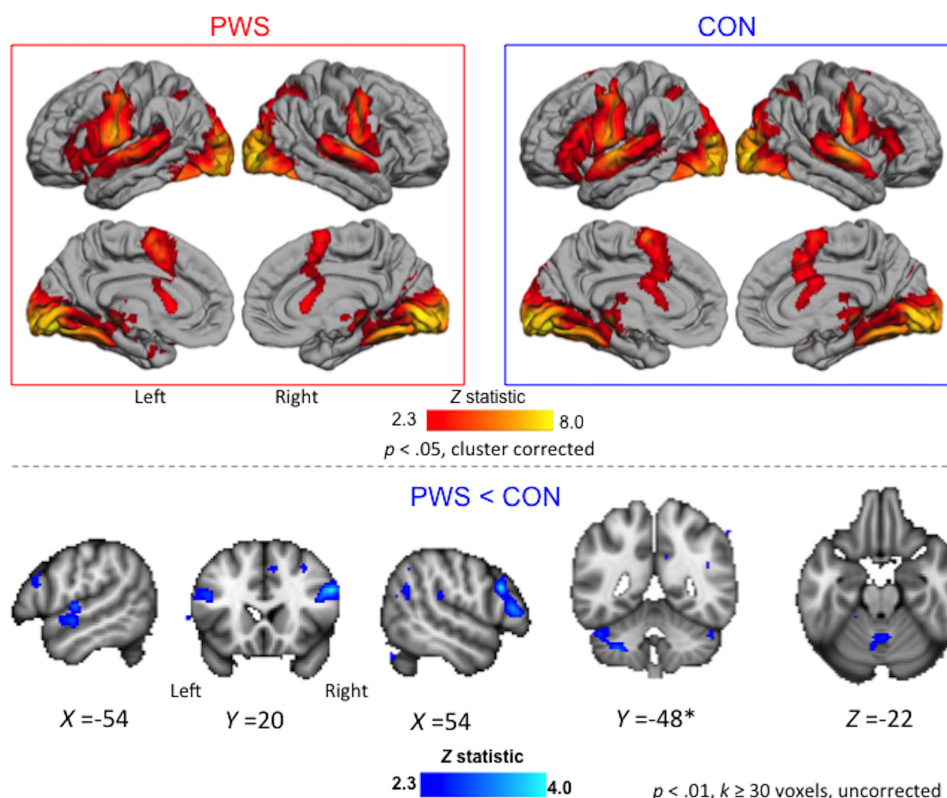 PWS CON
Left Right Z statistic
2.3 8.0
p < .05, cluster corrected
PWS < CON
Left Right
X =-54 Y =20 X =54 Y =-48* Z =-22
Z statistic
2.3 4.0
p < .01, k ≥ 30 voxels, uncorrected